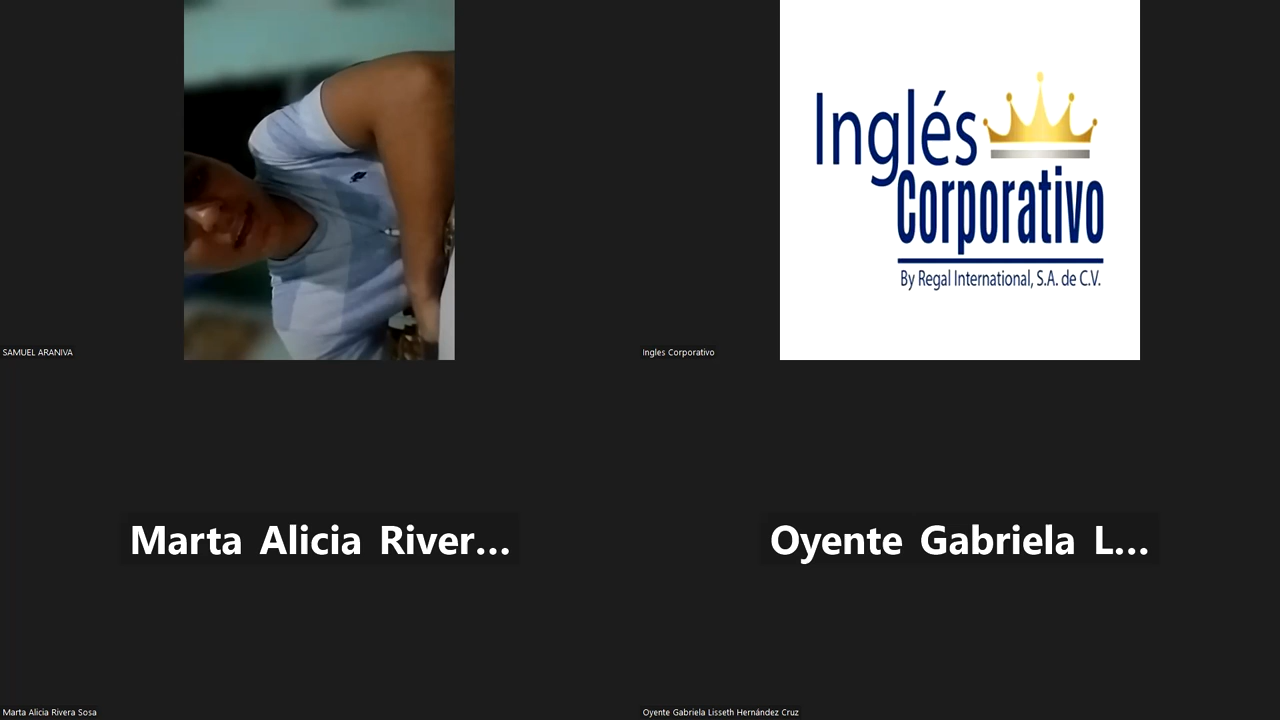 Inglés
Corporativo
By Regal International, S.A. de C.V.
SAMUEL ARANIVA
Ingles Corporativo
Marta Alicia River...
Oyente Gabriela L...
Marta Alicia Rivera Sosa
Oyente Gabriela Lisseth Hernández Cruz